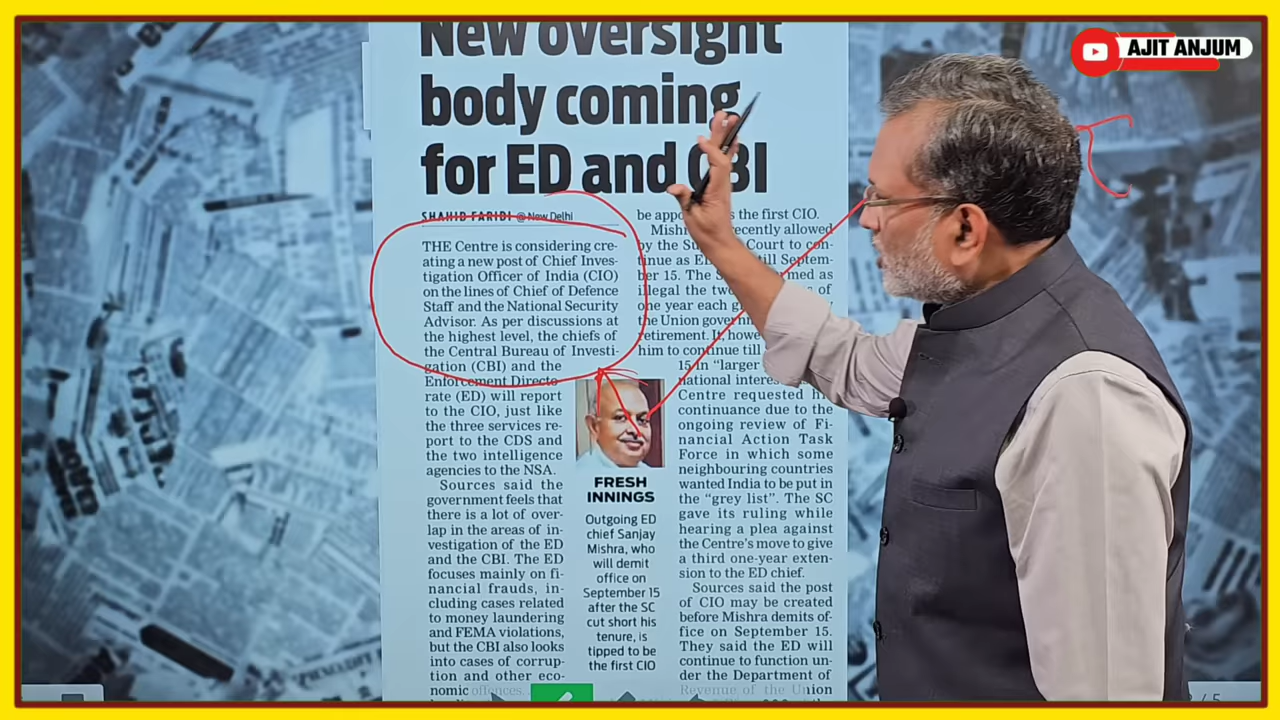 AJIT ANJUM
New oversight
body coming
for ED and CBI
SHAHID FARIDI @ New Delhi
THE Centre is considering cre-
ating a new post of Chief Inves-
tigation Officer of India (CIO)
on the lines of Chief of Defence
Staff and the National Security
Advisor. As per discussions at
the highest level, the chiefs of
the Central Bureau of Investi-
gation (CBI) and the
Enforcement Directo-
rate (ED) will report
to the CIO, just like
the three services re-
port to the CDS and
the two intelligence
agencies to the NSA.
Sources said the
government feels that
there is a lot of over-
lap in the areas of in-
vestigation of the ED
and the CBI. The ED
focuses mainly on fi-
nancial frauds, in-
cluding cases related
to money laundering
and FEMA violations,
but the CBI also looks
into cases of corrup-
tion and other eco-
nomic offences.
FRESH
INNINGS
Outgoing ED
chief Sanjay
Mishra, who
will demit
office on
September 15
after the SC
cut short his
tenure, is
tipped to be
the first CIO
be the first CIO.
recently allowed
by the Court to con-
tinue as till Septem-
ber 15. The
illegal the of
one year each
the Union
retirement. It,
him to continue till
15 in "larger
national
Centre requested
continuance due to the
ongoing review of Fi-
nancial Action Task
Force in which some
neighbouring countries
wanted India to be put in
the "grey list". The SC
gave its ruling while
hearing a plea against
the Centre's move to give
a third one-year exten-
sion to the ED chief.
Sources said the post
of CIO may be created
before Mishra demits of-
fice on September 15.
They said the ED will
continue to function un-
der the Department of
Revenue of the Union
/ 5